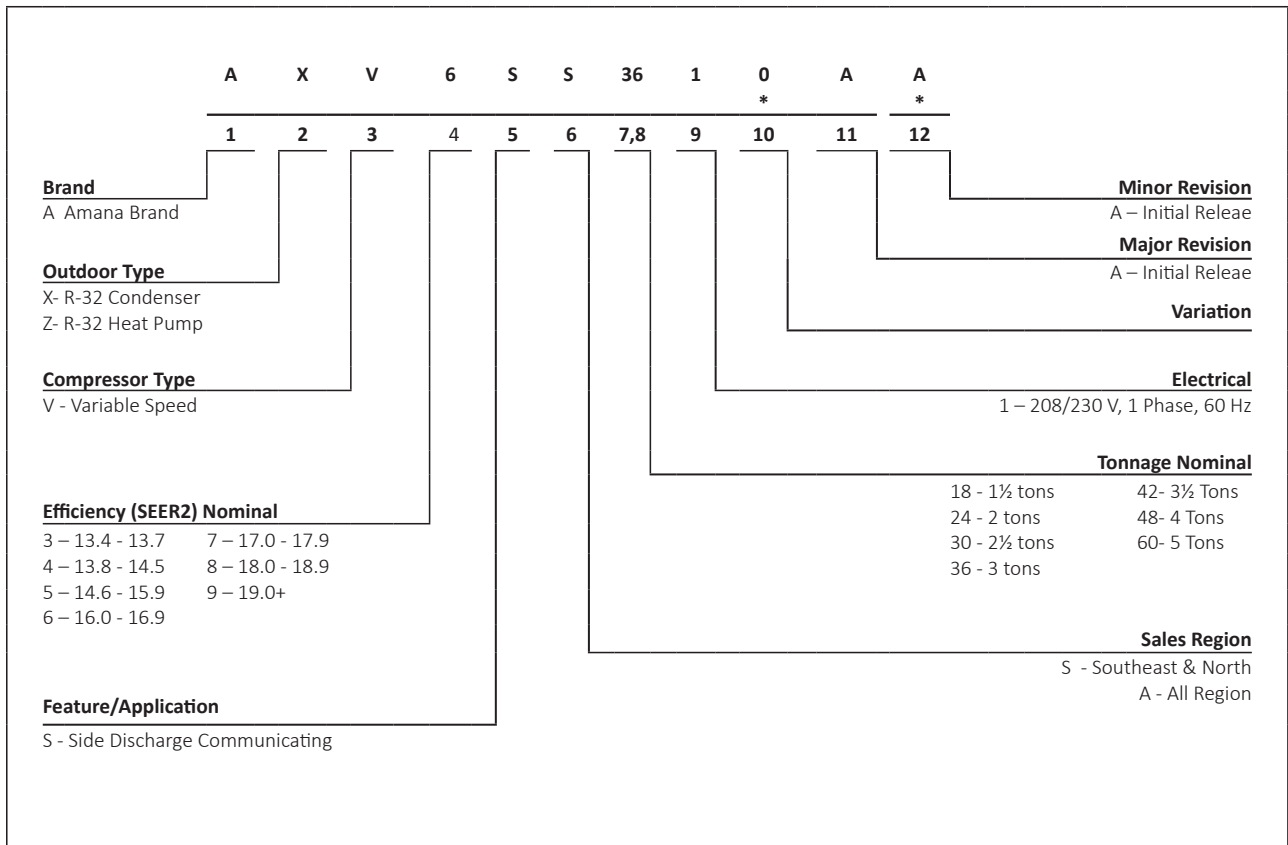 A X V 6 S S 36 1 0 A A
* *
1 2 3 4 5 6 7,8 9 10 11 12
Brand
A Amana Brand
Outdoor Type
X- R-32 Condenser
Z- R-32 Heat Pump
Compressor Type
V - Variable Speed
Efficiency (SEER2) Nominal
3 – 13.4 - 13.7 7 – 17.0 - 17.9
4 – 13.8 - 14.5 8 – 18.0 - 18.9
5 – 14.6 - 15.9 9 – 19.0+
6 – 16.0 - 16.9
Feature/Application
S - Side Discharge Communicating
Minor Revision
A – Initial Releae
Major Revision
A – Initial Releae
Variation
Electrical
1 – 208/230 V, 1 Phase, 60 Hz
Tonnage Nominal
18 - 1½ tons 42- 3½ Tons
24 - 2 tons 48- 4 Tons
30 - 2½ tons 60- 5 Tons
36 - 3 tons
Sales Region
S - Southeast & North
A - All Region